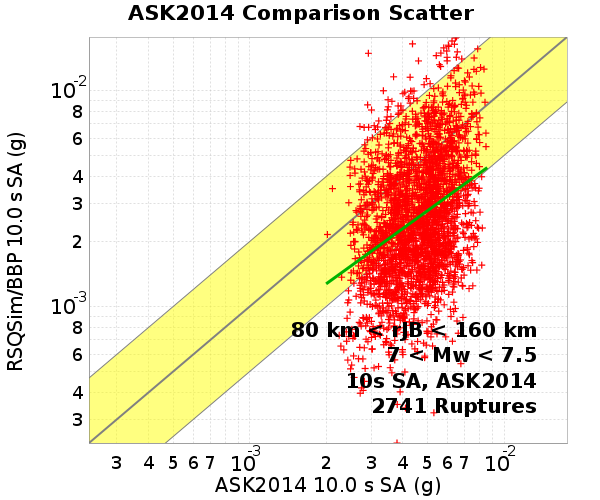 ASK2014 Comparison Scatter
RSQSim/BBP 10.0 s SA (g)
10-2
8
6
4
3
2
10-3
8
6
4
3
80 km < rJB < 160 km
7 < Mw < 7.5
10s SA, ASK2014
2741 Ruptures
3 4 5 6 7 10-3 2 3 4 5 6 7 10-2
ASK2014 10.0 s SA (g)